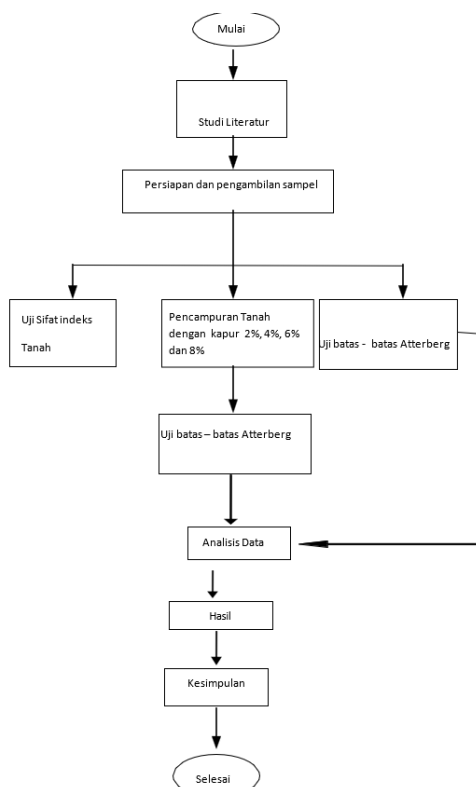 Mulai
Studi Literatur
Persiapan dan pengambilan sampel
Uji Sifat indeks
Tanah
Pencampuran Tanah
dengan kapur 2%, 4%, 6%
dan 8%
Uji batas - batas Atterberg
Uji batas – batas Atterberg
Analisis Data
Hasil
Kesimpulan
Selesai